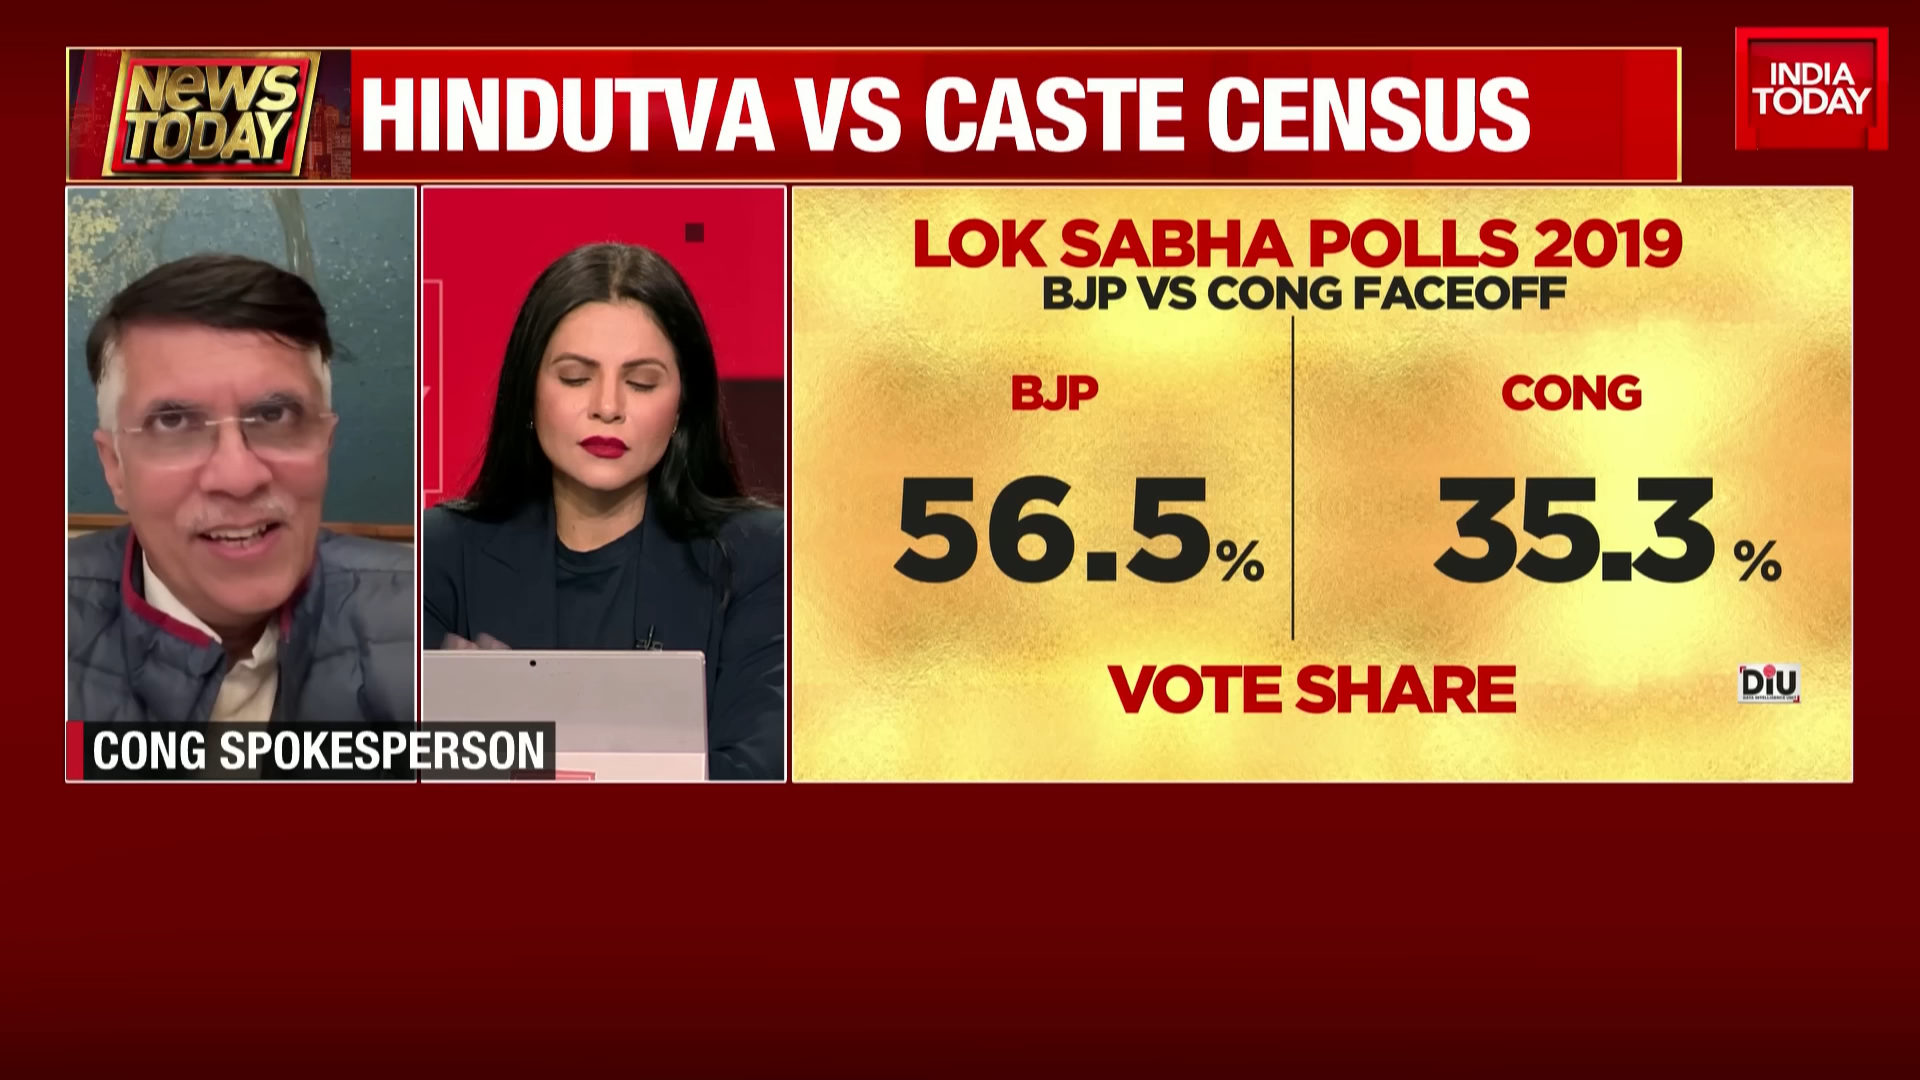 NEWS
TODAY
HINDUTVA VS CASTE CENSUS
INDIA
TODAY
LOK SABHA POLLS 2019
BJP VS CONG FACEOFF
BJP
CONG
56.5%
35.3%
VOTE SHARE
DIU
CONG SPOKESPERSON